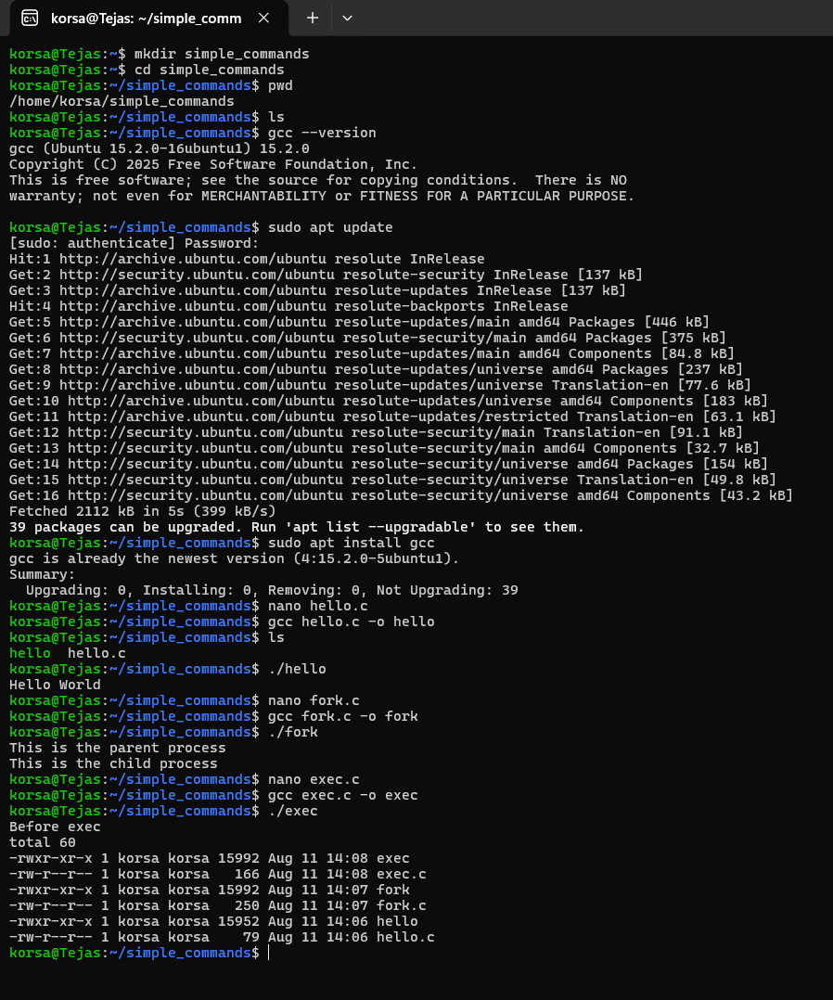 korsa@Tejas: ~/simple_comm
korsa@Tejas:~$ mkdir simple_commands
korsa@Tejas:~$ cd simple_commands
korsa@Tejas:~/simple_commands$ pwd
/home/korsa/simple_commands
korsa@Tejas:~/simple_commands$ ls
korsa@Tejas:~/simple_commands$ gcc --version
gcc (Ubuntu 15.2.0-16ubuntu1) 15.2.0
Copyright (C) 2025 Free Software Foundation, Inc.
This is free software; see the source for copying conditions.  There is NO
warranty; not even for MERCHANTABILITY or FITNESS FOR A PARTICULAR PURPOSE.

korsa@Tejas:~/simple_commands$ sudo apt update
[sudo: authenticate] Password:
Hit:1 http://archive.ubuntu.com/ubuntu resolute InRelease
Get:2 http://security.ubuntu.com/ubuntu resolute-security InRelease [137 kB]
Get:3 http://archive.ubuntu.com/ubuntu resolute-updates InRelease [137 kB]
Hit:4 http://archive.ubuntu.com/ubuntu resolute-backports InRelease
Get:5 http://archive.ubuntu.com/ubuntu resolute-updates/main amd64 Packages [446 kB]
Get:6 http://security.ubuntu.com/ubuntu resolute-security/main amd64 Packages [375 kB]
Get:7 http://archive.ubuntu.com/ubuntu resolute-updates/main amd64 Components [84.8 kB]
Get:8 http://archive.ubuntu.com/ubuntu resolute-updates/universe amd64 Packages [237 kB]
Get:9 http://archive.ubuntu.com/ubuntu resolute-updates/universe Translation-en [77.6 kB]
Get:10 http://archive.ubuntu.com/ubuntu resolute-updates/universe amd64 Components [183 kB]
Get:11 http://archive.ubuntu.com/ubuntu resolute-updates/restricted Translation-en [63.1 kB]
Get:12 http://security.ubuntu.com/ubuntu resolute-security/main Translation-en [91.1 kB]
Get:13 http://security.ubuntu.com/ubuntu resolute-security/main amd64 Components [32.7 kB]
Get:14 http://security.ubuntu.com/ubuntu resolute-security/universe amd64 Packages [154 kB]
Get:15 http://security.ubuntu.com/ubuntu resolute-security/universe Translation-en [49.8 kB]
Get:16 http://security.ubuntu.com/ubuntu resolute-security/universe amd64 Components [43.2 kB]
Fetched 2112 kB in 5s (399 kB/s)
39 packages can be upgraded. Run 'apt list --upgradable' to see them.
korsa@Tejas:~/simple_commands$ sudo apt install gcc
gcc is already the newest version (4:15.2.0-5ubuntu1).
Summary:
  Upgrading: 0, Installing: 0, Removing: 0, Not Upgrading: 39
korsa@Tejas:~/simple_commands$ nano hello.c
korsa@Tejas:~/simple_commands$ gcc hello.c -o hello
korsa@Tejas:~/simple_commands$ ls
hello  hello.c
korsa@Tejas:~/simple_commands$ ./hello
Hello World
korsa@Tejas:~/simple_commands$ nano fork.c
korsa@Tejas:~/simple_commands$ gcc fork.c -o fork
korsa@Tejas:~/simple_commands$ ./fork
This is the parent process
This is the child process
korsa@Tejas:~/simple_commands$ nano exec.c
korsa@Tejas:~/simple_commands$ gcc exec.c -o exec
korsa@Tejas:~/simple_commands$ ./exec
Before exec
total 60
-rwxr-xr-x 1 korsa korsa 15992 Aug 11 14:08 exec
-rw-r--r-- 1 korsa korsa   166 Aug 11 14:08 exec.c
-rwxr-xr-x 1 korsa korsa 15992 Aug 11 14:07 fork
-rw-r--r-- 1 korsa korsa   250 Aug 11 14:07 fork.c
-rwxr-xr-x 1 korsa korsa 15952 Aug 11 14:06 hello
-rw-r--r-- 1 korsa korsa    79 Aug 11 14:06 hello.c
korsa@Tejas:~/simple_commands$